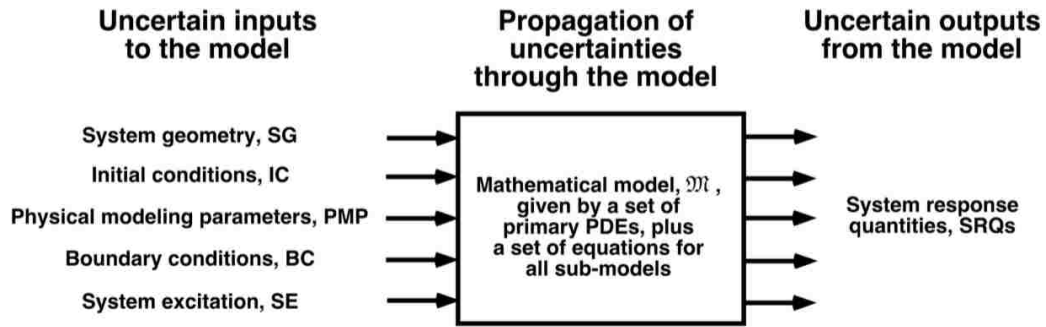 Uncertain inputs
to the model
Propagation of
uncertainties
through the model
Uncertain outputs
from the model
System geometry, SG
Initial conditions, IC
Physical modeling parameters, PMP
Boundary conditions, BC
System excitation, SE
Mathematical model, 𝔐 ,
given by a set of
primary PDEs, plus
a set of equations for
all sub-models
System response
quantities, SRQs